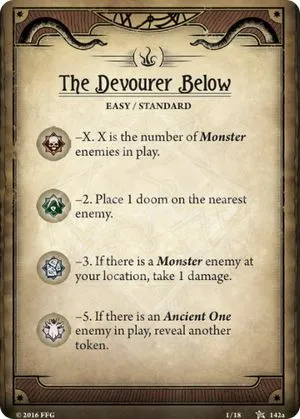 The Devourer Below
EASY / STANDARD
–X. X is the number of Monster
enemies in play.
–2. Place 1 doom on the nearest
enemy.
–3. If there is a Monster enemy at
your location, take 1 damage.
–5. If there is an Ancient One
enemy in play, reveal another
token.
© 2016 FFG
1/18
142a